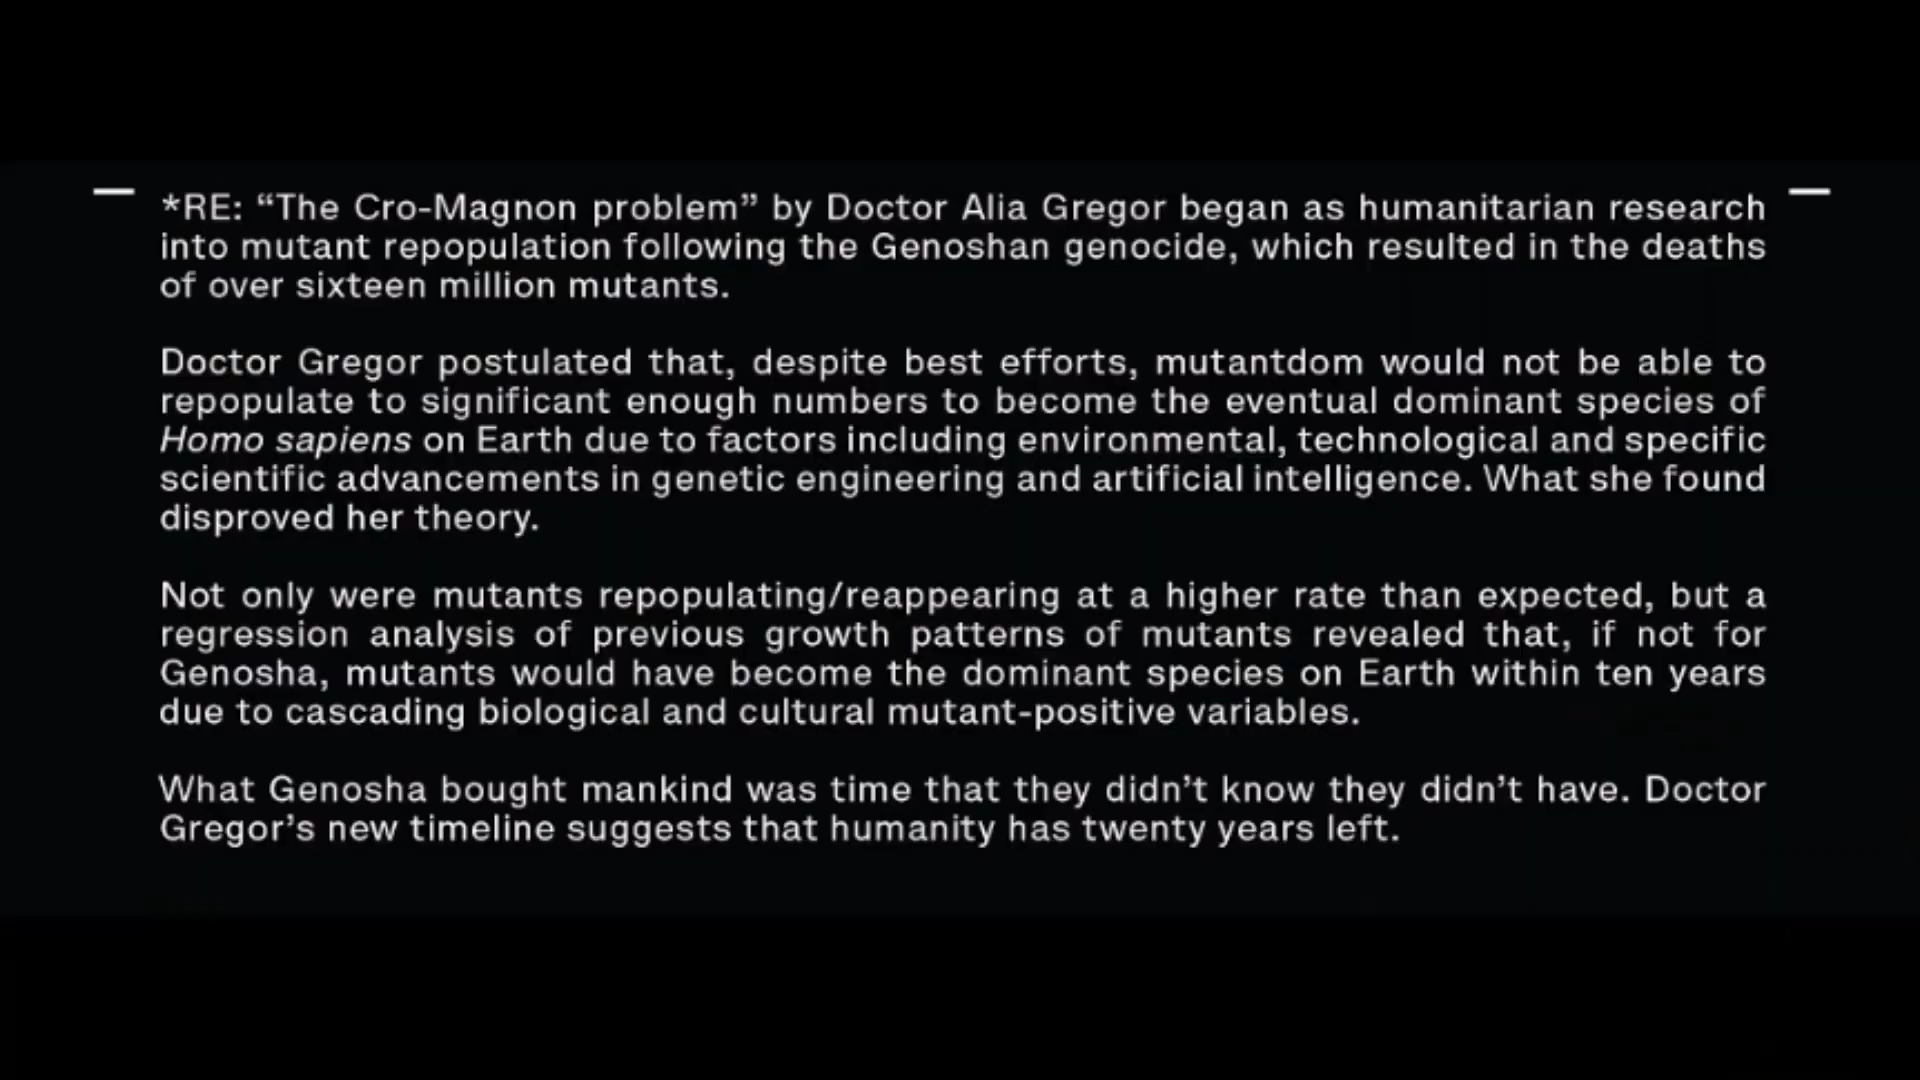 *RE: “The Cro-Magnon problem” by Doctor Alia Gregor began as humanitarian research
into mutant repopulation following the Genoshan genocide, which resulted in the deaths
of over sixteen million mutants.
Doctor Gregor postulated that, despite best efforts, mutantdom would not be able to
repopulate to significant enough numbers to become the eventual dominant species of
Homo sapiens on Earth due to factors including environmental, technological and specific
scientific advancements in genetic engineering and artificial intelligence. What she found
disproved her theory.
Not only were mutants repopulating/reappearing at a higher rate than expected, but a
regression analysis of previous growth patterns of mutants revealed that, if not for
Genosha, mutants would have become the dominant species on Earth within ten years
due to cascading biological and cultural mutant-positive variables.
What Genosha bought mankind was time that they didn’t know they didn’t have. Doctor
Gregor’s new timeline suggests that humanity has twenty years left.